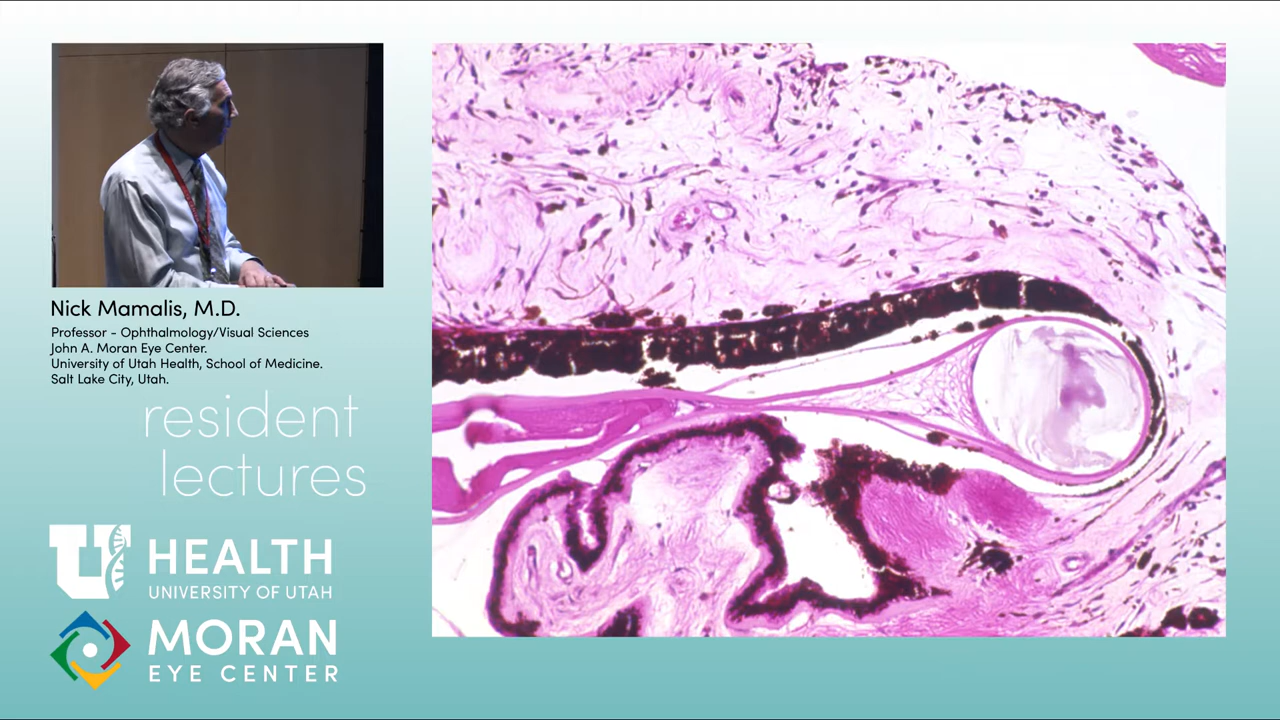 Nick Mamalis, M.D.
Professor - Ophthalmology/Visual Sciences
John A. Moran Eye Center.
University of Utah Health, School of Medicine.
Salt Lake City, Utah.
resident
lectures
U HEALTH
UNIVERSITY OF UTAH
MORAN
EYE CENTER